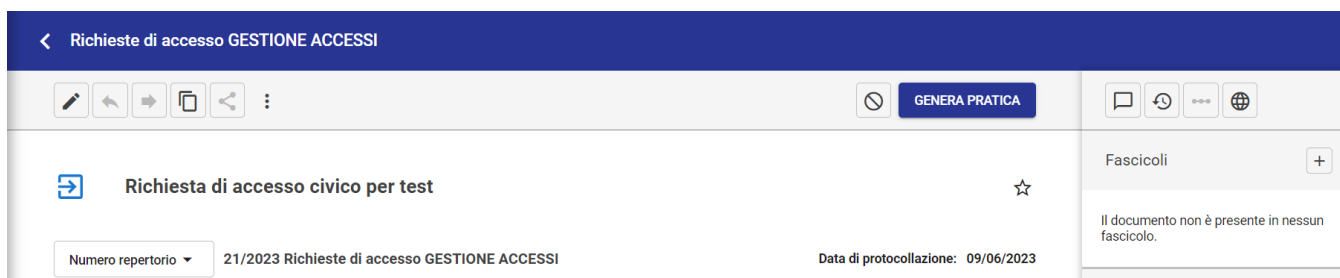 Richieste di accesso GESTIONE ACCESSI
GENERA PRATICA
Fascicoli
Richiesta di accesso civico per test
Il documento non è presente in nessun
fascicolo.
Numero repertorio
21/2023 Richieste di accesso GESTIONE ACCESSI
Data di protocollazione: 09/06/2023